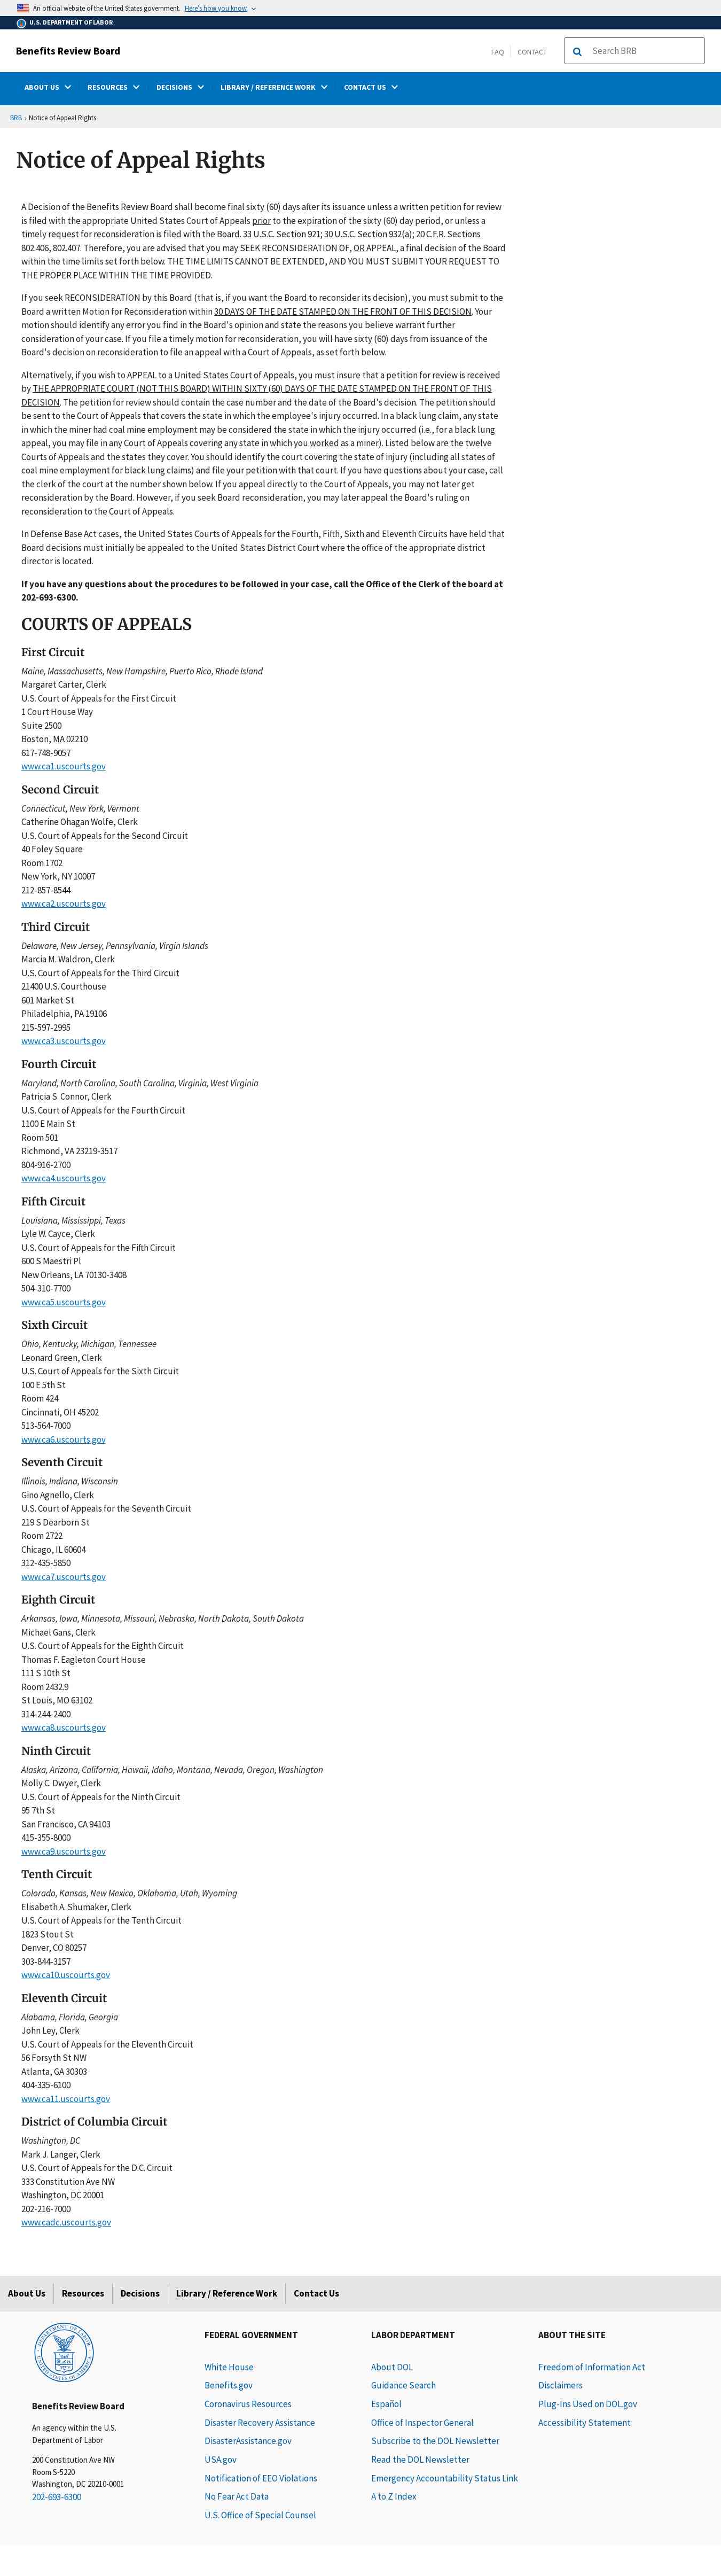 An official website of the United States government. Here's how you know
U.S. DEPARTMENT OF LABOR
Benefits Review Board
FAQ
CONTACT
Search BRB
ABOUT US
RESOURCES
DECISIONS
LIBRARY / REFERENCE WORK
CONTACT US
BRB › Notice of Appeal Rights
Notice of Appeal Rights
A Decision of the Benefits Review Board shall become final sixty (60) days after its issuance unless a written petition for review
is filed with the appropriate United States Court of Appeals prior to the expiration of the sixty (60) day period, or unless a
timely request for reconsideration is filed with the Board. 33 U.S.C. Section 921; 30 U.S.C. Section 932(a); 20 C.F.R. Sections
802.406, 802.407. Therefore, you are advised that you may SEEK RECONSIDERATION OF, OR APPEAL, a final decision of the Board
within the time limits set forth below. THE TIME LIMITS CANNOT BE EXTENDED, AND YOU MUST SUBMIT YOUR REQUEST TO
THE PROPER PLACE WITHIN THE TIME PROVIDED.
If you seek RECONSIDERATION by this Board (that is, if you want the Board to reconsider its decision), you must submit to the
Board a written Motion for Reconsideration within 30 DAYS OF THE DATE STAMPED ON THE FRONT OF THIS DECISION. Your
motion should identify any error you find in the Board's opinion and state the reasons you believe warrant further
consideration of your case. If you timely file a motion for reconsideration, you will have sixty (60) days from issuance of the
Board's decision on reconsideration to file an appeal with a Court of Appeals, as set forth below.
Alternatively, if you wish to APPEAL to a United States Court of Appeals, you must insure that a petition for review is received
by THE APPROPRIATE COURT (NOT THIS BOARD) WITHIN SIXTY (60) DAYS OF THE DATE STAMPED ON THE FRONT OF THIS
DECISION. The petition for review should contain the case number and the date of the Board's decision. The petition should
be sent to the Court of Appeals that covers the state in which the employee's injury occurred. In a black lung claim, any state
in which the miner had coal mine employment may be considered the state in which the injury occurred (i.e., for a black lung
appeal, you may file in any Court of Appeals covering any state in which you worked as a miner). Listed below are the twelve
Courts of Appeals and the states they cover. You should identify the court covering the state of injury (including all states of
coal mine employment for black lung claims) and file your petition with that court. If you have questions about your case, call
the clerk of the court at the number shown below. If you appeal directly to the Court of Appeals, you may not later get
reconsideration by the Board. However, if you seek Board reconsideration, you may later appeal the Board's ruling on
reconsideration to the Court of Appeals.
In Defense Base Act cases, the United States Courts of Appeals for the Fourth, Fifth, Sixth and Eleventh Circuits have held that
Board decisions must initially be appealed to the United States District Court where the office of the appropriate district
director is located.
If you have any questions about the procedures to be followed in your case, call the Office of the Clerk of the board at
202-693-6300.
COURTS OF APPEALS
First Circuit
Maine, Massachusetts, New Hampshire, Puerto Rico, Rhode Island
Margaret Carter, Clerk
U.S. Court of Appeals for the First Circuit
1 Court House Way
Suite 2500
Boston, MA 02210
617-748-9057
www.ca1.uscourts.gov
Second Circuit
Connecticut, New York, Vermont
Catherine Ohagan Wolfe, Clerk
U.S. Court of Appeals for the Second Circuit
40 Foley Square
Room 1702
New York, NY 10007
212-857-8544
www.ca2.uscourts.gov
Third Circuit
Delaware, New Jersey, Pennsylvania, Virgin Islands
Marcia M. Waldron, Clerk
U.S. Court of Appeals for the Third Circuit
21400 U.S. Courthouse
601 Market St
Philadelphia, PA 19106
215-597-2995
www.ca3.uscourts.gov
Fourth Circuit
Maryland, North Carolina, South Carolina, Virginia, West Virginia
Patricia S. Connor, Clerk
U.S. Court of Appeals for the Fourth Circuit
1100 E Main St
Room 501
Richmond, VA 23219-3517
804-916-2700
www.ca4.uscourts.gov
Fifth Circuit
Louisiana, Mississippi, Texas
Lyle W. Cayce, Clerk
U.S. Court of Appeals for the Fifth Circuit
600 S Maestri Pl
New Orleans, LA 70130-3408
504-310-7700
www.ca5.uscourts.gov
Sixth Circuit
Ohio, Kentucky, Michigan, Tennessee
Leonard Green, Clerk
U.S. Court of Appeals for the Sixth Circuit
100 E 5th St
Room 424
Cincinnati, OH 45202
513-564-7000
www.ca6.uscourts.gov
Seventh Circuit
Illinois, Indiana, Wisconsin
Gino Agnello, Clerk
U.S. Court of Appeals for the Seventh Circuit
219 S Dearborn St
Room 2722
Chicago, IL 60604
312-435-5850
www.ca7.uscourts.gov
Eighth Circuit
Arkansas, Iowa, Minnesota, Missouri, Nebraska, North Dakota, South Dakota
Michael Gans, Clerk
U.S. Court of Appeals for the Eighth Circuit
Thomas F. Eagleton Court House
111 S 10th St
Room 2432.9
St Louis, MO 63102
314-244-2400
www.ca8.uscourts.gov
Ninth Circuit
Alaska, Arizona, California, Hawaii, Idaho, Montana, Nevada, Oregon, Washington
Molly C. Dwyer, Clerk
U.S. Court of Appeals for the Ninth Circuit
95 7th St
San Francisco, CA 94103
415-355-8000
www.ca9.uscourts.gov
Tenth Circuit
Colorado, Kansas, New Mexico, Oklahoma, Utah, Wyoming
Elisabeth A. Shumaker, Clerk
U.S. Court of Appeals for the Tenth Circuit
1823 Stout St
Denver, CO 80257
303-844-3157
www.ca10.uscourts.gov
Eleventh Circuit
Alabama, Florida, Georgia
John Ley, Clerk
U.S. Court of Appeals for the Eleventh Circuit
56 Forsyth St NW
Atlanta, GA 30303
404-335-6100
www.ca11.uscourts.gov
District of Columbia Circuit
Washington, DC
Mark J. Langer, Clerk
U.S. Court of Appeals for the D.C. Circuit
333 Constitution Ave NW
Washington, DC 20001
202-216-7000
www.cadc.uscourts.gov
About Us
Resources
Decisions
Library / Reference Work
Contact Us
Benefits Review Board
An agency within the U.S.
Department of Labor
200 Constitution Ave NW
Room S-5220
Washington, DC 20210-0001
202-693-6300
FEDERAL GOVERNMENT
White House
Benefits.gov
Coronavirus Resources
Disaster Recovery Assistance
DisasterAssistance.gov
USA.gov
Notification of EEO Violations
No Fear Act Data
U.S. Office of Special Counsel
LABOR DEPARTMENT
About DOL
Guidance Search
Español
Office of Inspector General
Subscribe to the DOL Newsletter
Read the DOL Newsletter
Emergency Accountability Status Link
A to Z Index
ABOUT THE SITE
Freedom of Information Act
Disclaimers
Plug-Ins Used on DOL.gov
Accessibility Statement